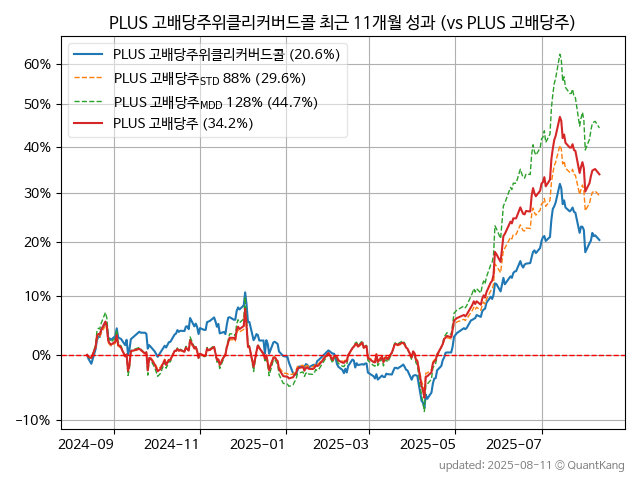 PLUS 고배당주위클리커버드콜 최근 11개월 성과 (vs PLUS 고배당주)
PLUS 고배당주위클리커버드콜 (20.6%)
PLUS 고배당주STD 88% (29.6%)
PLUS 고배당주MDD 128% (44.7%)
PLUS 고배당주 (34.2%)
60%
50%
40%
30%
20%
10%
0%
−10%
2024-09
2024-11
2025-01
2025-03
2025-05
2025-07
updated: 2025-08-11 © QuantKang